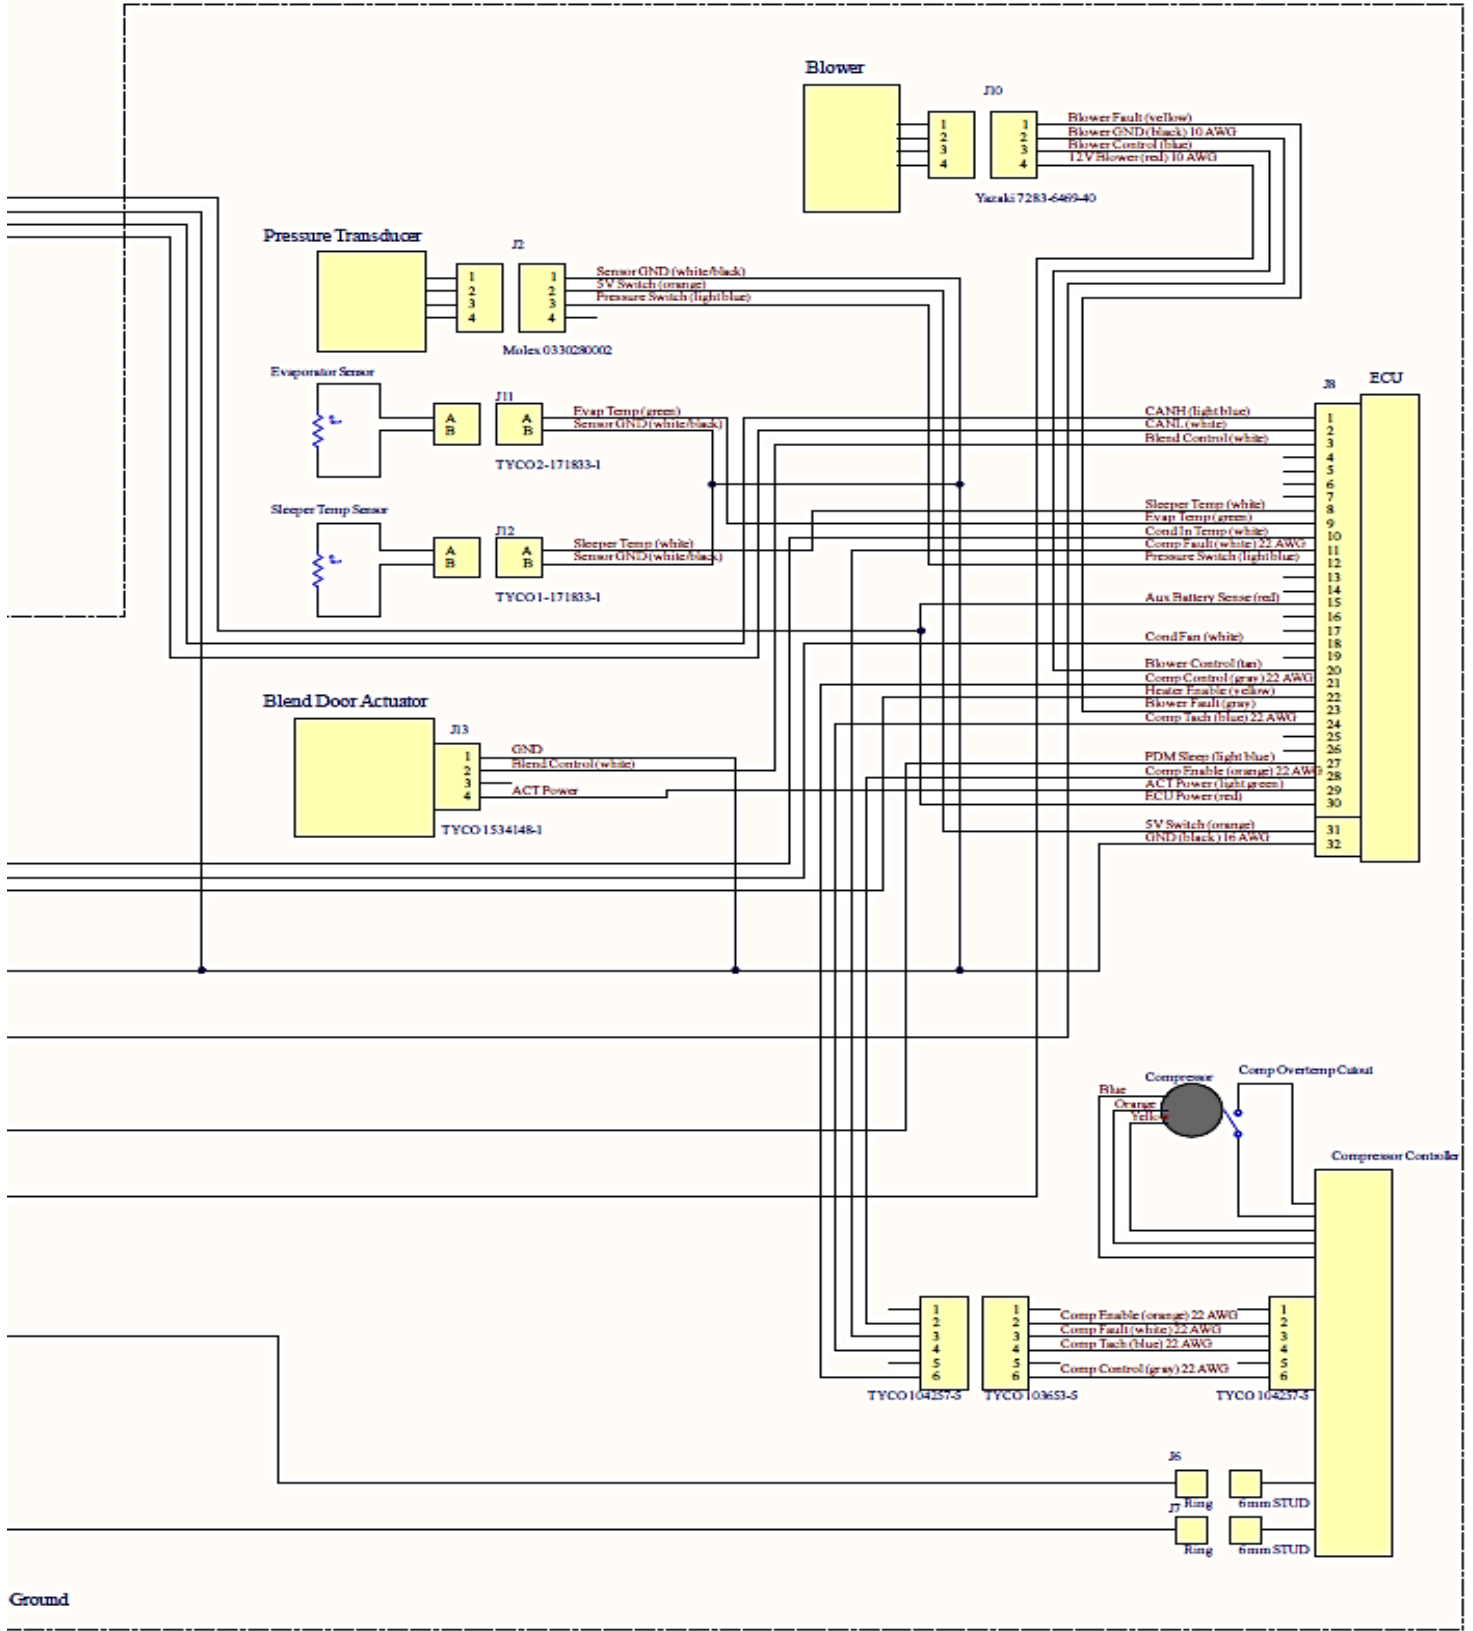 Blower
J10
1
2
3
4
1
2
3
4
Blower Fault (yellow)
Blower GND (black) 10 AWG
Blower Control (blue)
12V Blower (red) 10 AWG
Yazaki 7283-6469-40
Pressure Transducer
J2
1
2
3
4
1
2
3
4
Sensor GND (white/black)
5V Switch (orange)
Pressure Switch (light blue)
Molex 0330280002
Evaporator Sensor
J11
A
B
A
B
Evap Temp (green)
Sensor GND (white/black)
TYCO 2-171833-1
Sleeper Temp Sensor
J12
A
B
A
B
Sleeper Temp (white)
Sensor GND (white/black)
TYCO 1-171833-1
Blend Door Actuator
J13
1
2
3
4
GND
Blend Control (white)
ACT Power
TYCO 1534148-1
J8
ECU
CANH (light blue) 1
CANL (white) 2
Blend Control (white) 3
4
5
6
7
Sleeper Temp (white) 8
Evap Temp (green) 9
Cond In Temp (white) 10
Comp Fault (white) 22 AWG 11
Pressure Switch (light blue) 12
13
14
Aux Battery Sense (red) 15
16
17
Cond Fan (white) 18
19
Blower Control (tan) 20
Comp Control (gray) 22 AWG 21
Heater Enable (yellow) 22
Blower Fault (gray) 23
Comp Tach (blue) 22 AWG 24
25
26
PDM Sleep (light blue) 27
Comp Enable (orange) 22 AWG 28
ACT Power (light green) 29
ECU Power (red) 30
5V Switch (orange) 31
GND (black) 16 AWG 32
Compressor
Comp Overtemp Cutout
Blue
Orange
Yellow
Compressor Controller
1
2
3
4
5
6
1
2
3
4
5
6
Comp Enable (orange) 22 AWG
Comp Fault (white) 22 AWG
Comp Tach (blue) 22 AWG
Comp Control (gray) 22 AWG
1
2
3
4
5
6
TYCO 104257-5
TYCO 103653-5
TYCO 104257-5
J6
Ring
6mm STUD
J7
Ring
6mm STUD
Ground